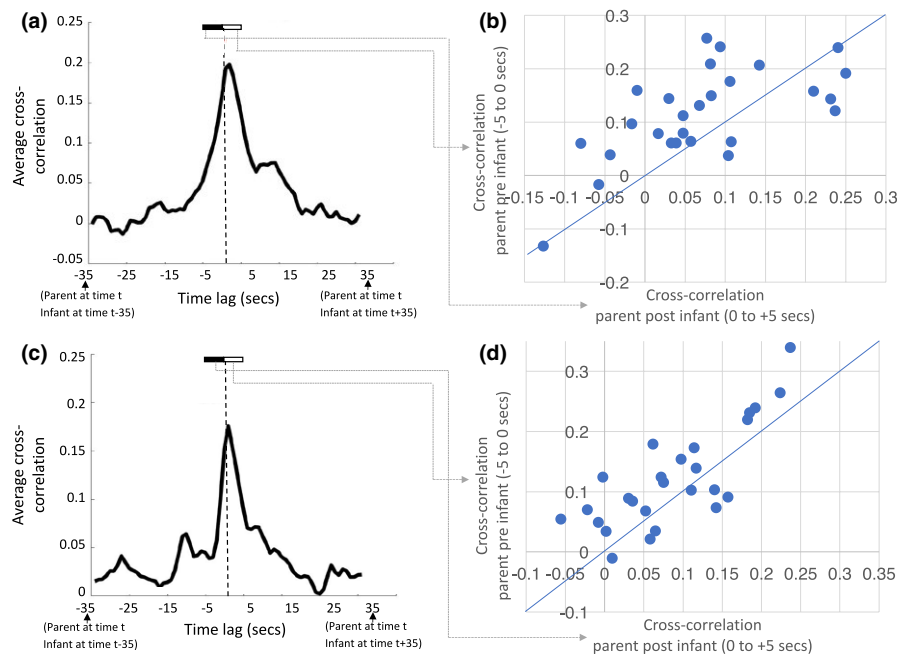 (a)
0.25
0.2
0.15
0.1
0.05
0
-0.05
Average cross-
correlation
-35 -25 -15 -5 5 15 25 35
(Parent at time t
Infant at time t-35)
Time lag (secs)
(Parent at time t
Infant at time t+35)
(b)
0.3
0.2
0.1
0
-0.1
-0.2
Cross-correlation
parent pre infant (-5 to 0 secs)
-0.15 -0.1 -0.05 0 0.05 0.1 0.15 0.2 0.25 0.3
Cross-correlation
parent post infant (0 to +5 secs)
(c)
0.25
0.2
0.15
0.1
0.05
0
Average cross-
correlation
-35 -25 -15 -5 5 15 25 35
(Parent at time t
Infant at time t-35)
Time lag (secs)
(Parent at time t
Infant at time t+35)
(d)
0.3
0.2
0.1
0
-0.1
Cross-correlation
parent pre infant (-5 to 0 secs)
-0.1 -0.05 0 0.05 0.1 0.15 0.2 0.25 0.3 0.35
Cross-correlation
parent post infant (0 to +5 secs)